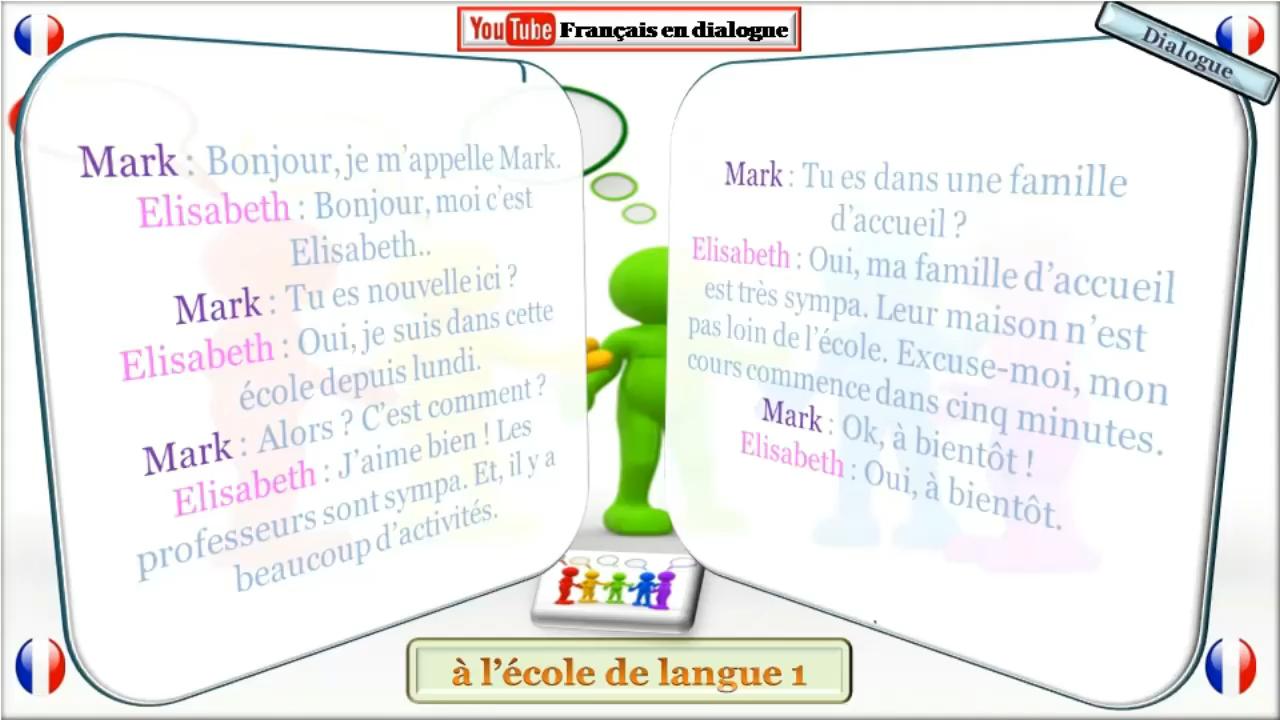 YouTube Français en dialogue
Dialogue
Mark : Bonjour, je m'appelle Mark.
Elisabeth : Bonjour, moi c'est
Elisabeth..
Mark : Tu es nouvelle ici ?
Elisabeth : Oui, je suis dans cette
école depuis lundi.
Mark : Alors ? C'est comment ?
Elisabeth : J'aime bien ! Les
professeurs sont sympa. Et, il y a
beaucoup d'activités.
Mark : Tu es dans une famille
d'accueil ?
Elisabeth : Oui, ma famille d'accueil
est très sympa. Leur maison n'est
pas loin de l'école. Excuse-moi, mon
cours commence dans cinq minutes.
Mark : Ok, à bientôt !
Elisabeth : Oui, à bientôt.
à l'école de langue 1